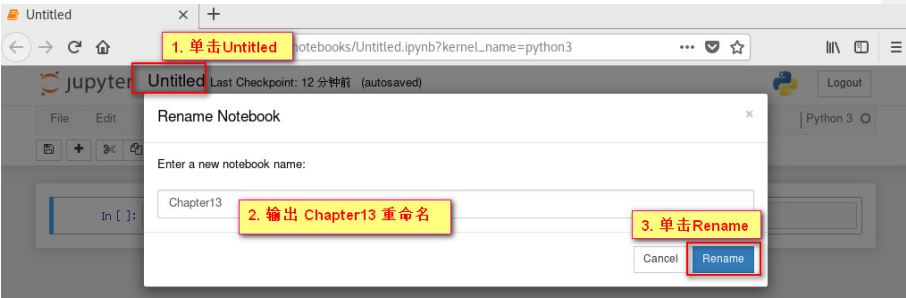 Untitled
1. 单击Untitled
notebooks/Untitled.ipynb?kernel_name=python3
jupyter Untitled Last Checkpoint: 12 分钟前 (autosaved)
Logout
File Edit
Python 3
Rename Notebook
Enter a new notebook name:
Chapter13
2. 输出 Chapter13 重命名
In [ ]:
3. 单击Rename
Cancel Rename